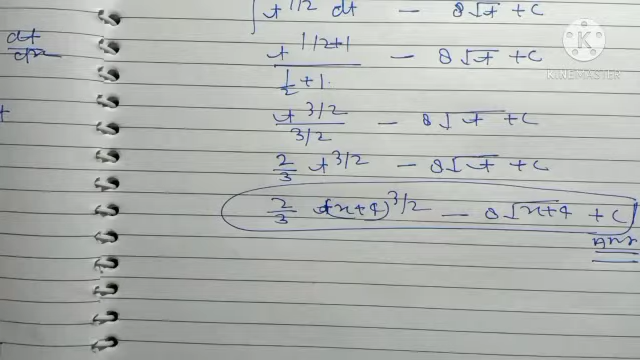 ∫ t^1/2 dt — 8√t + C
dt/dx
t^1/2+1 / 1/2 + 1 — 8√t + C
KINEMASTER
t^3/2 / 3/2 — 8√t + C
2/3 t^3/2 — 8√t + C
2/3 (x+4)^3/2 — 8√x+4 + C
Ans